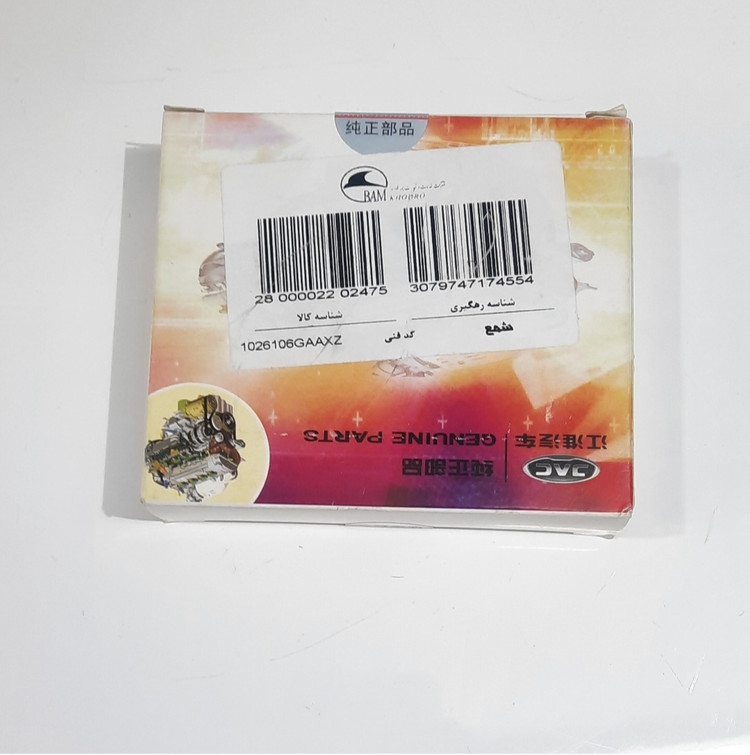 纯正部品
BAM
KHODRO
28 000022 02475
3079747174554
شناسه کالا
شناسه رهگیری
1026106GAAXZ
کد فنی
شمع
江淮汽车
GENUINE PARTS
纯正部品
JAC